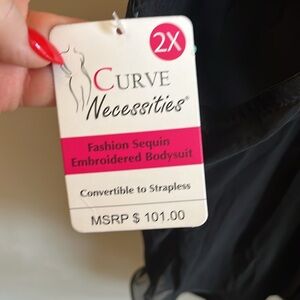 2X
CURVE
Necessities®
Fashion Sequin
Embroidered Bodysuit
Convertible to Strapless
MSRP $ 101.00